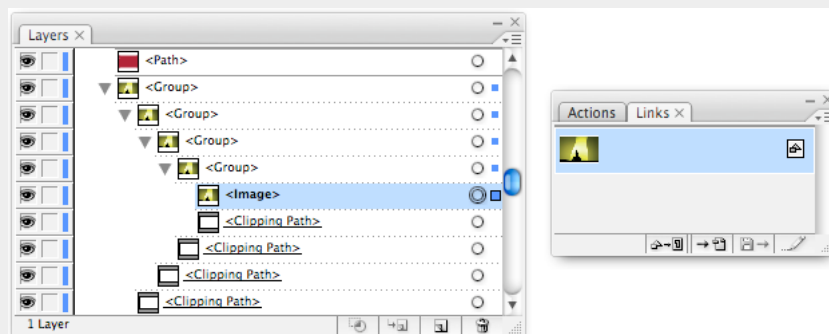 Layers
<Path>
<Group>
<Group>
<Group>
<Group>
<Image>
<Clipping Path>
<Clipping Path>
<Clipping Path>
<Clipping Path>
1 Layer
Actions Links